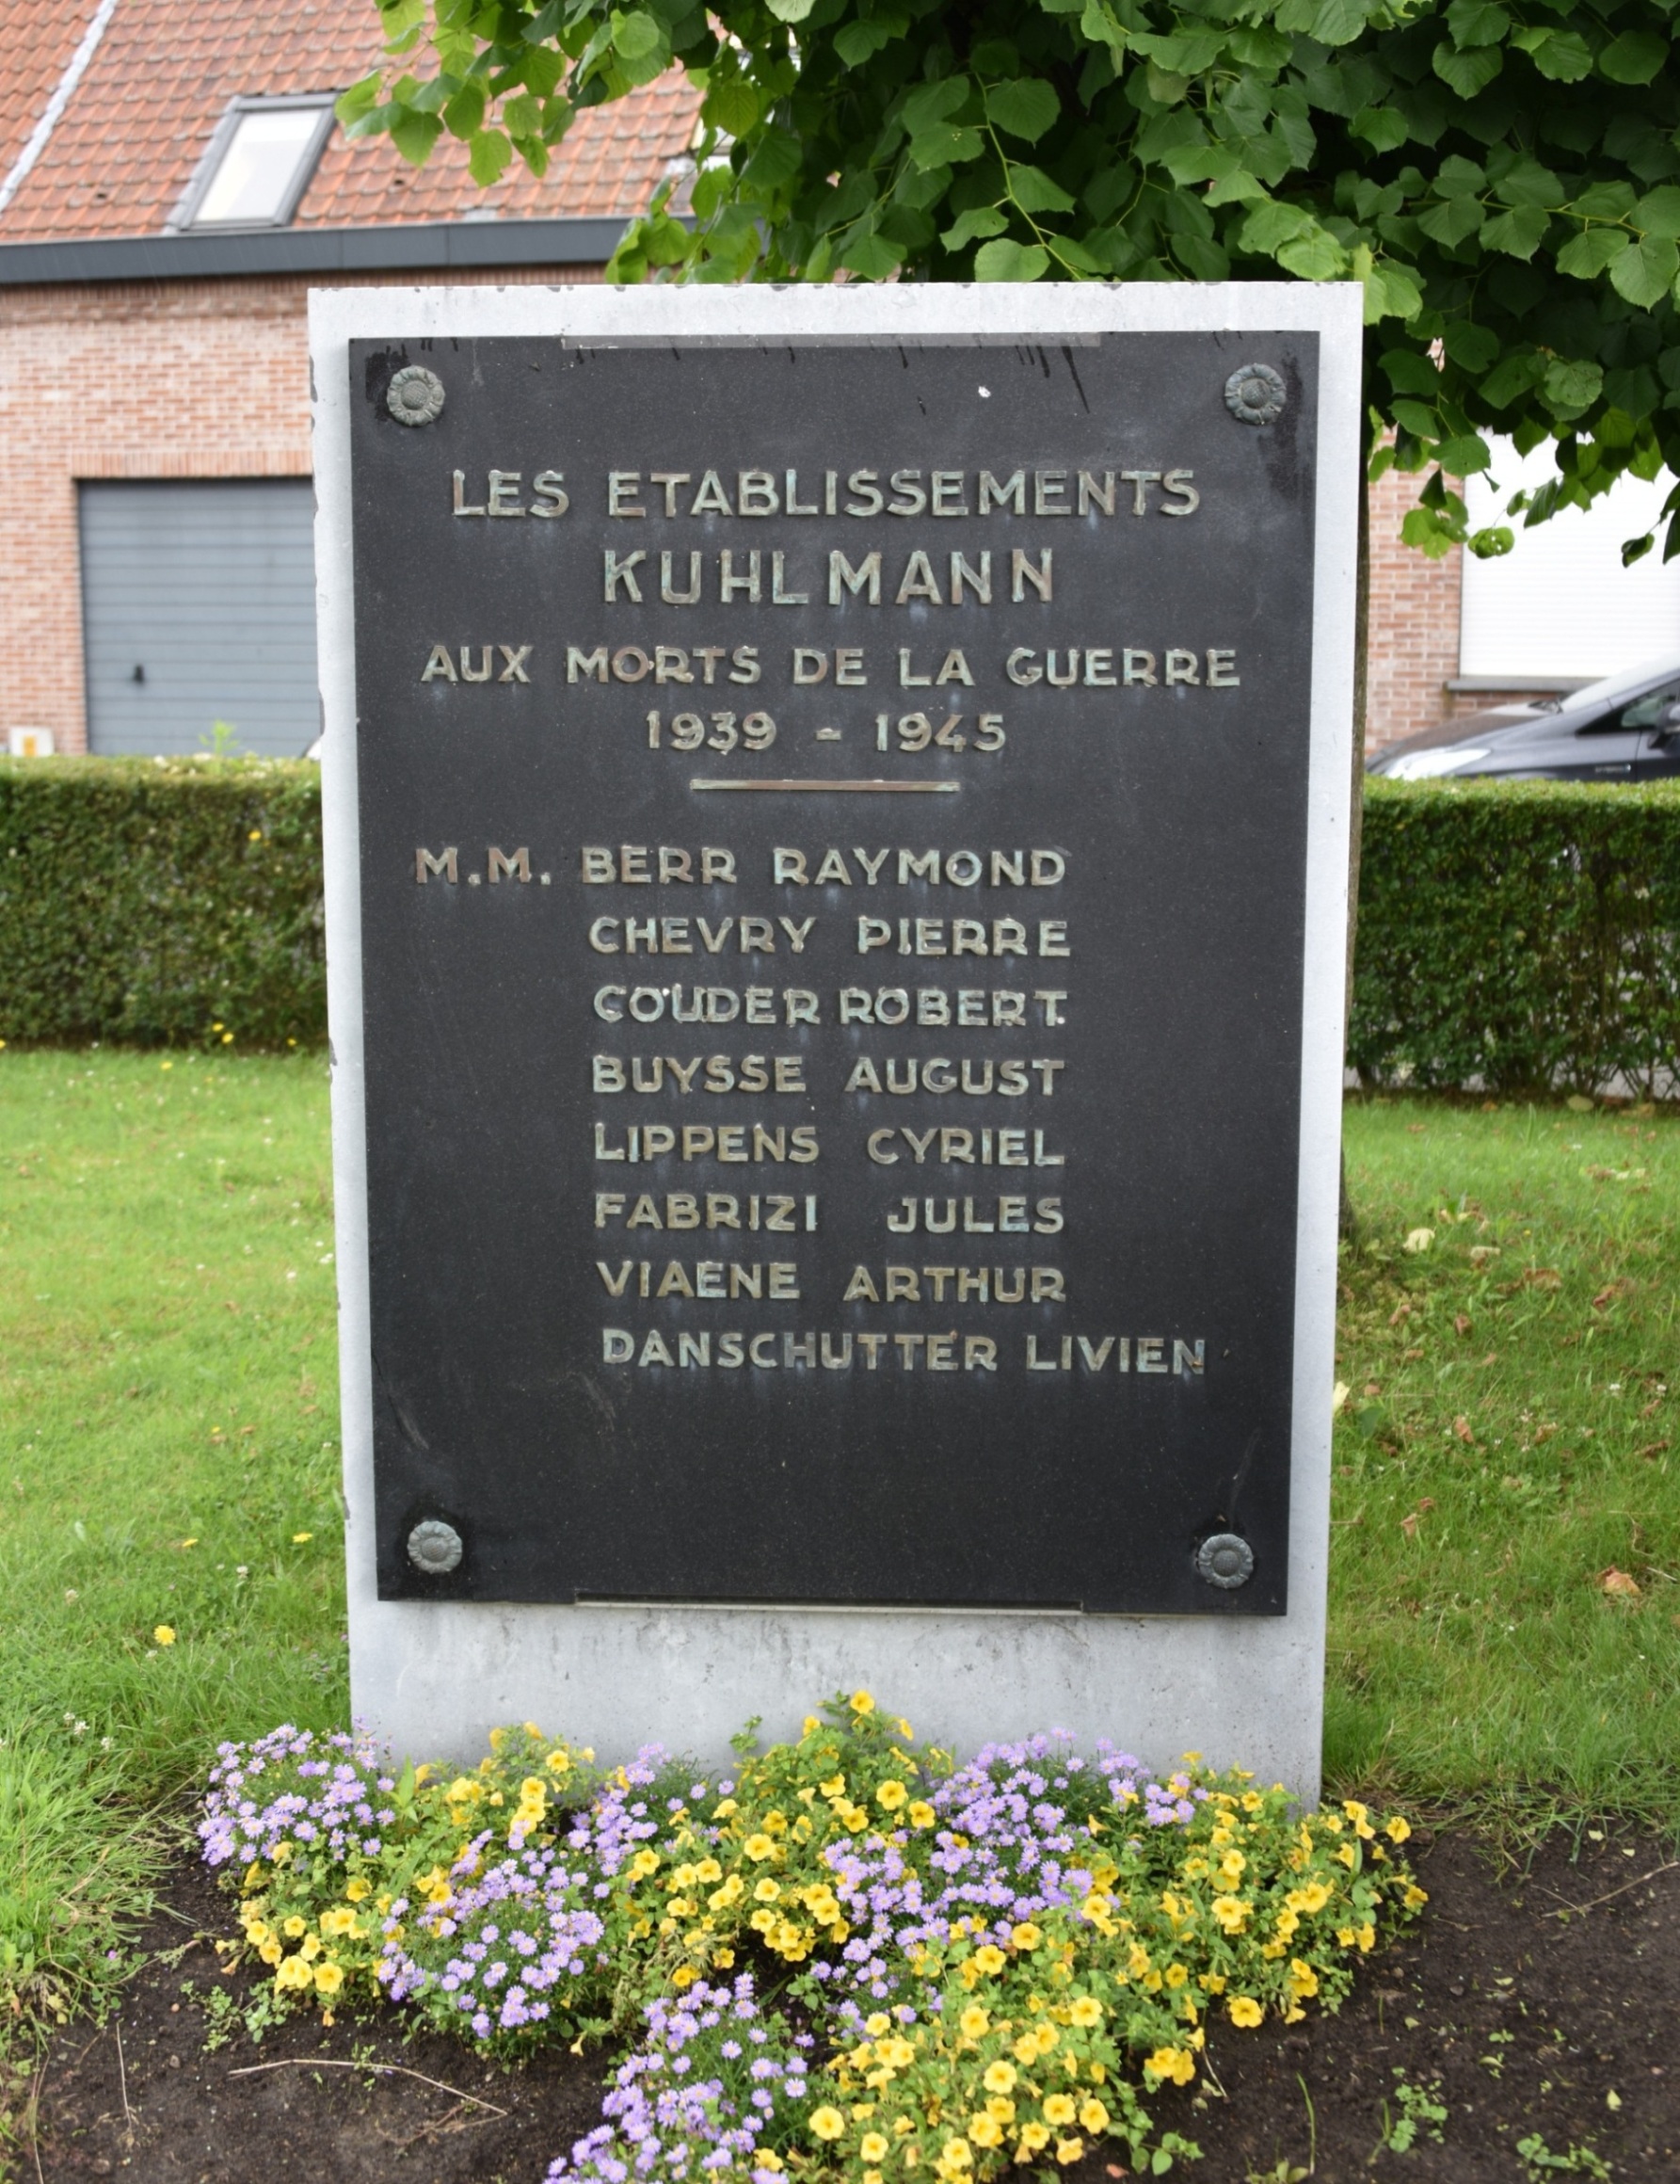 LES ETABLISSEMENTS
KUHLMANN
AUX MORTS DE LA GUERRE
1939 - 1945
M.M. BERR RAYMOND
CHEVRY PIERRE
COUDER ROBERT
BUYSSE AUGUST
LIPPENS CYRIEL
FABRIZI JULES
VIAENE ARTHUR
DANSCHUTTER LIVIEN